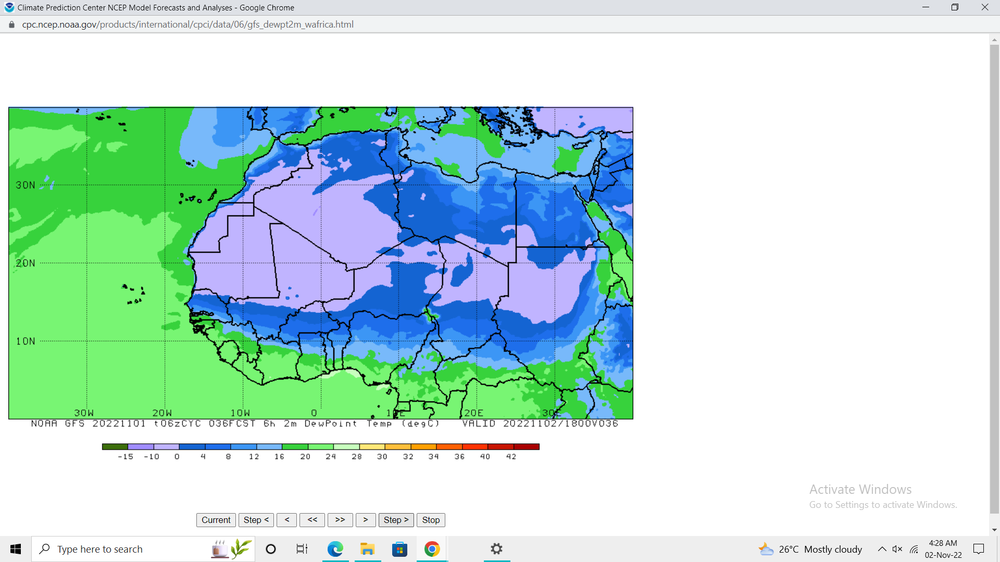 Climate Prediction Center NCEP Model Forecasts and Analyses - Google Chrome
cpc.ncep.noaa.gov/products/international/cpci/data/06/gfs_dewpt2m_wafrica.html
30N
20N
10N
30W 20W 10W 0 10E 20E 30E
NOAA GFS 20221101 t06zCYC 036FCST 6h 2m DewPoint Temp (degC) VALID 20221102/1800V036
-15 -10 0 4 8 12 16 20 24 28 30 32 34 36 40 42
Activate Windows
Go to Settings to activate Windows.
Current Step < < << >> > Step > Stop
Type here to search
26°C Mostly cloudy
4:28 AM
02-Nov-22